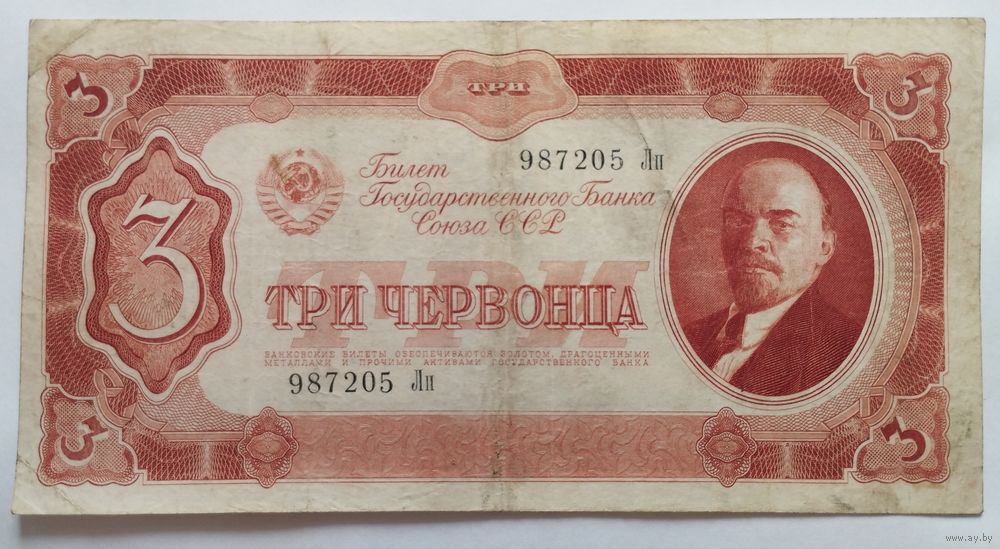 3
ТРИ
3
Билет
987205 Лп
Государственного Банка
Союза ССР
3
ТРИ
ТРИ ЧЕРВОНЦА
БАНКОВСКИЕ БИЛЕТЫ ОБЕСПЕЧИВАЮТСЯ ЗОЛОТОМ, ДРАГОЦЕННЫМИ
МЕТАЛЛАМИ И ПРОЧИМИ АКТИВАМИ ГОСУДАРСТВЕННОГО БАНКА
987205 Лп
3
3
www.ay.by